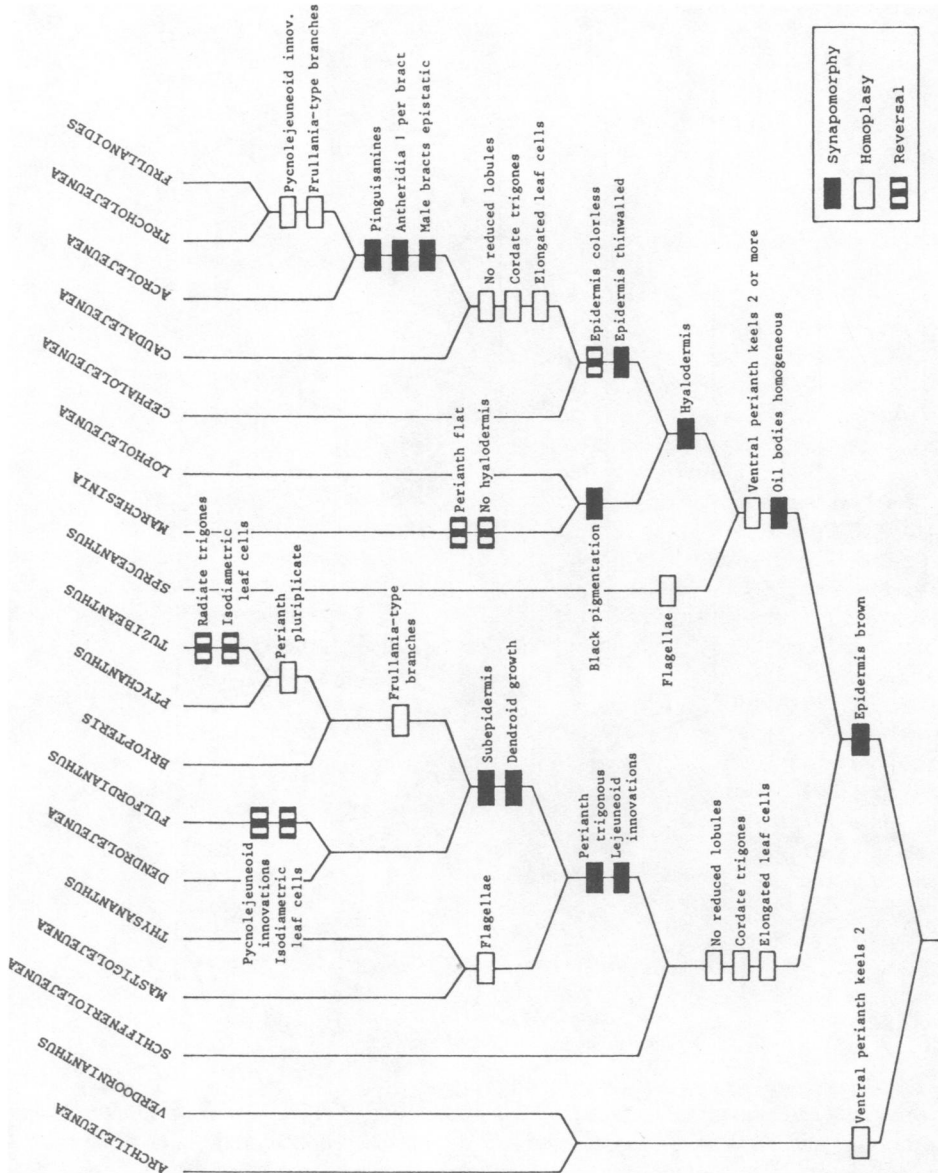 FRULLANOIDES
TROCHOLEJEUNEA
ACROLEJEUNEA
CAUDALEJEUNEA
CEPHALOLEJEUNEA
LOPHOLEJEUNEA
MARCHESINIA
SPRUCEANTHUS
TUZIBEANTHUS
PTYCHANTHUS
BRYOPTERIS
FULFORDIANTHUS
DENDROLEJEUNEA
THYSANANTHUS
MASTIGOLEJEUNEA
SCHIFFNERIOLEJEUNEA
VERDOORNIANTHUS
ARCHILEJEUNEA
Pycnolejeuneoid innov.
Frullania-type branches
Pinguisanines
Antheridia 1 per bract
Male bracts epistatic
No reduced lobules
Cordate trigones
Elongated leaf cells
Epidermis colorless
Epidermis thinwalled
Hyalodermis
Perianth flat
No hyalodermis
Black pigmentation
Flagellae
Ventral perianth keels 2 or more
Oil bodies homogeneous
Radiate trigones
Isodiametric
leaf cells
Perianth
pluriplicate
Frullania-type
branches
Subepidermis
Dendroid growth
Pycnolejeuneoid
innovations
Isodiametric
leaf cells
Flagellae
Perianth
trigonous
Lejeuneoid
innovations
No reduced lobules
Cordate trigones
Elongated leaf cells
Epidermis brown
Ventral perianth keels 2
Synapomorphy
Homoplasy
Reversal